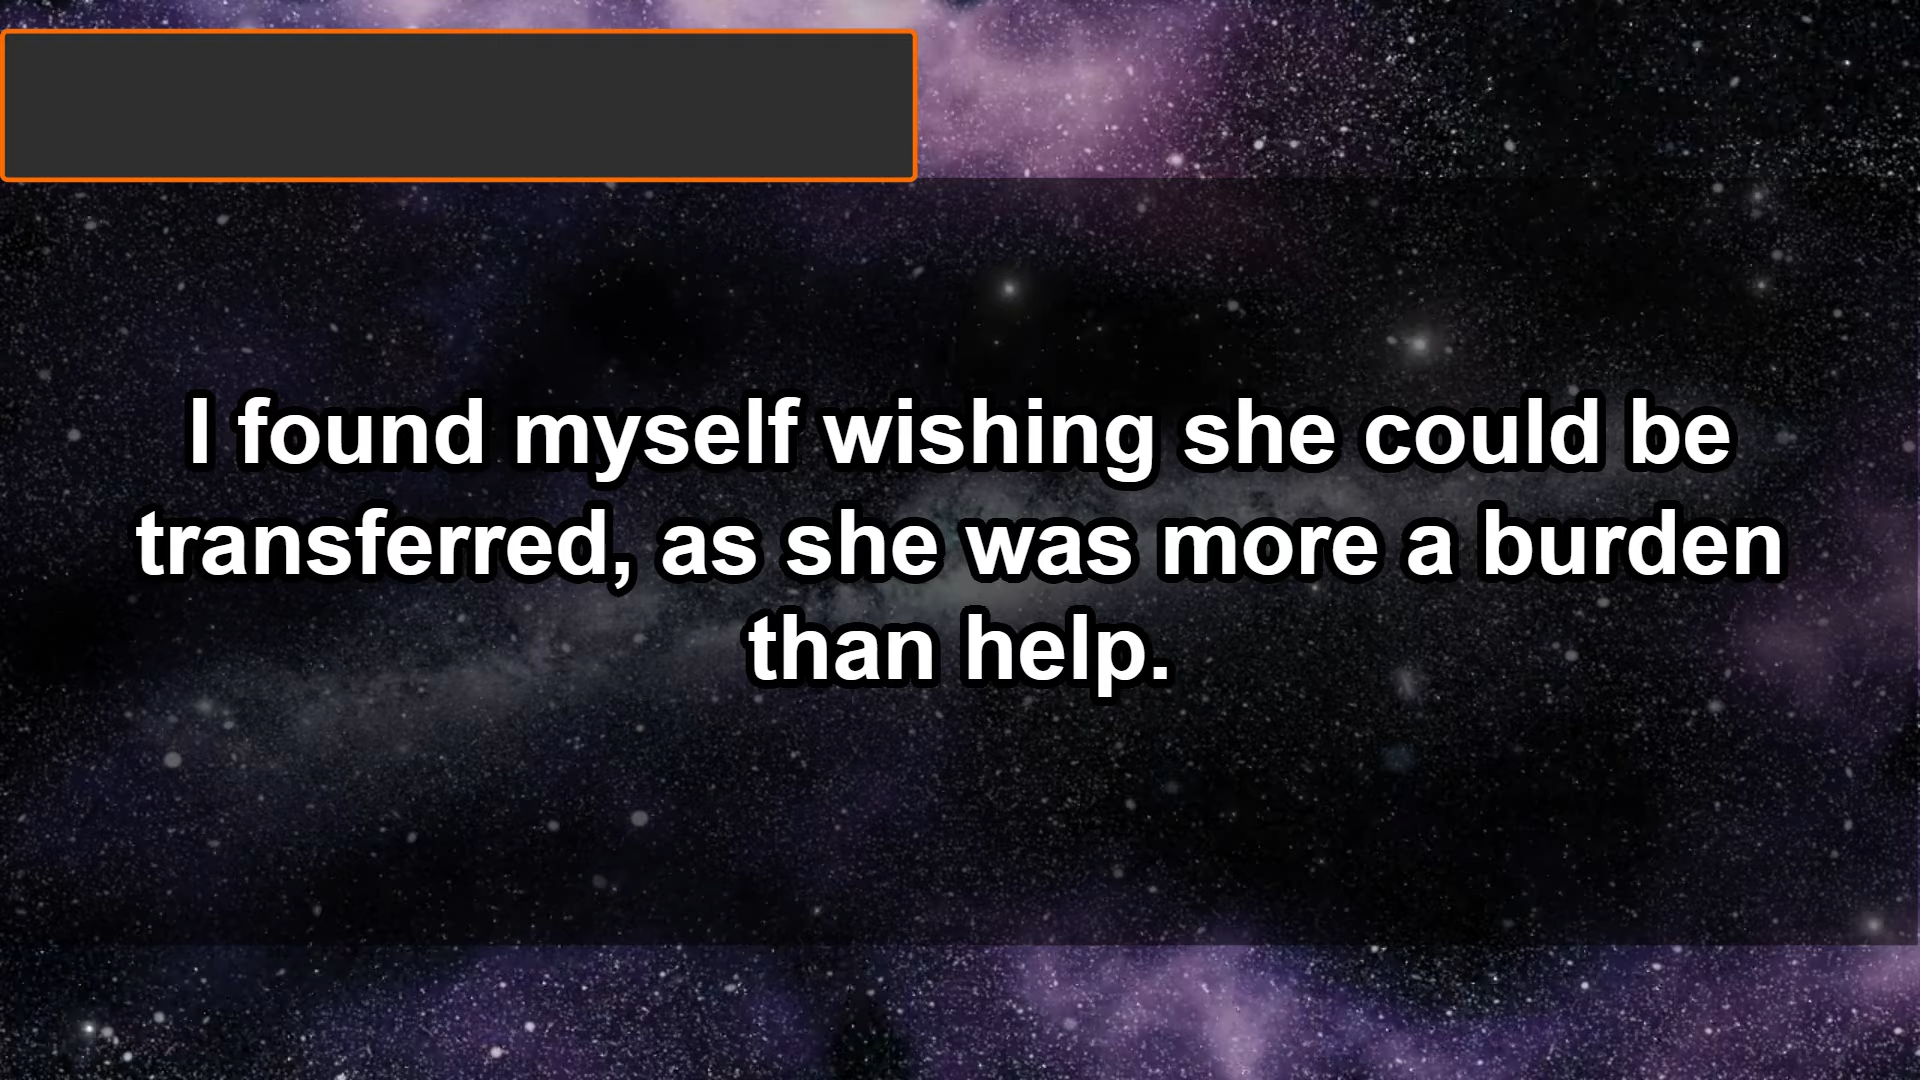 I found myself wishing she could be
transferred, as she was more a burden
than help.